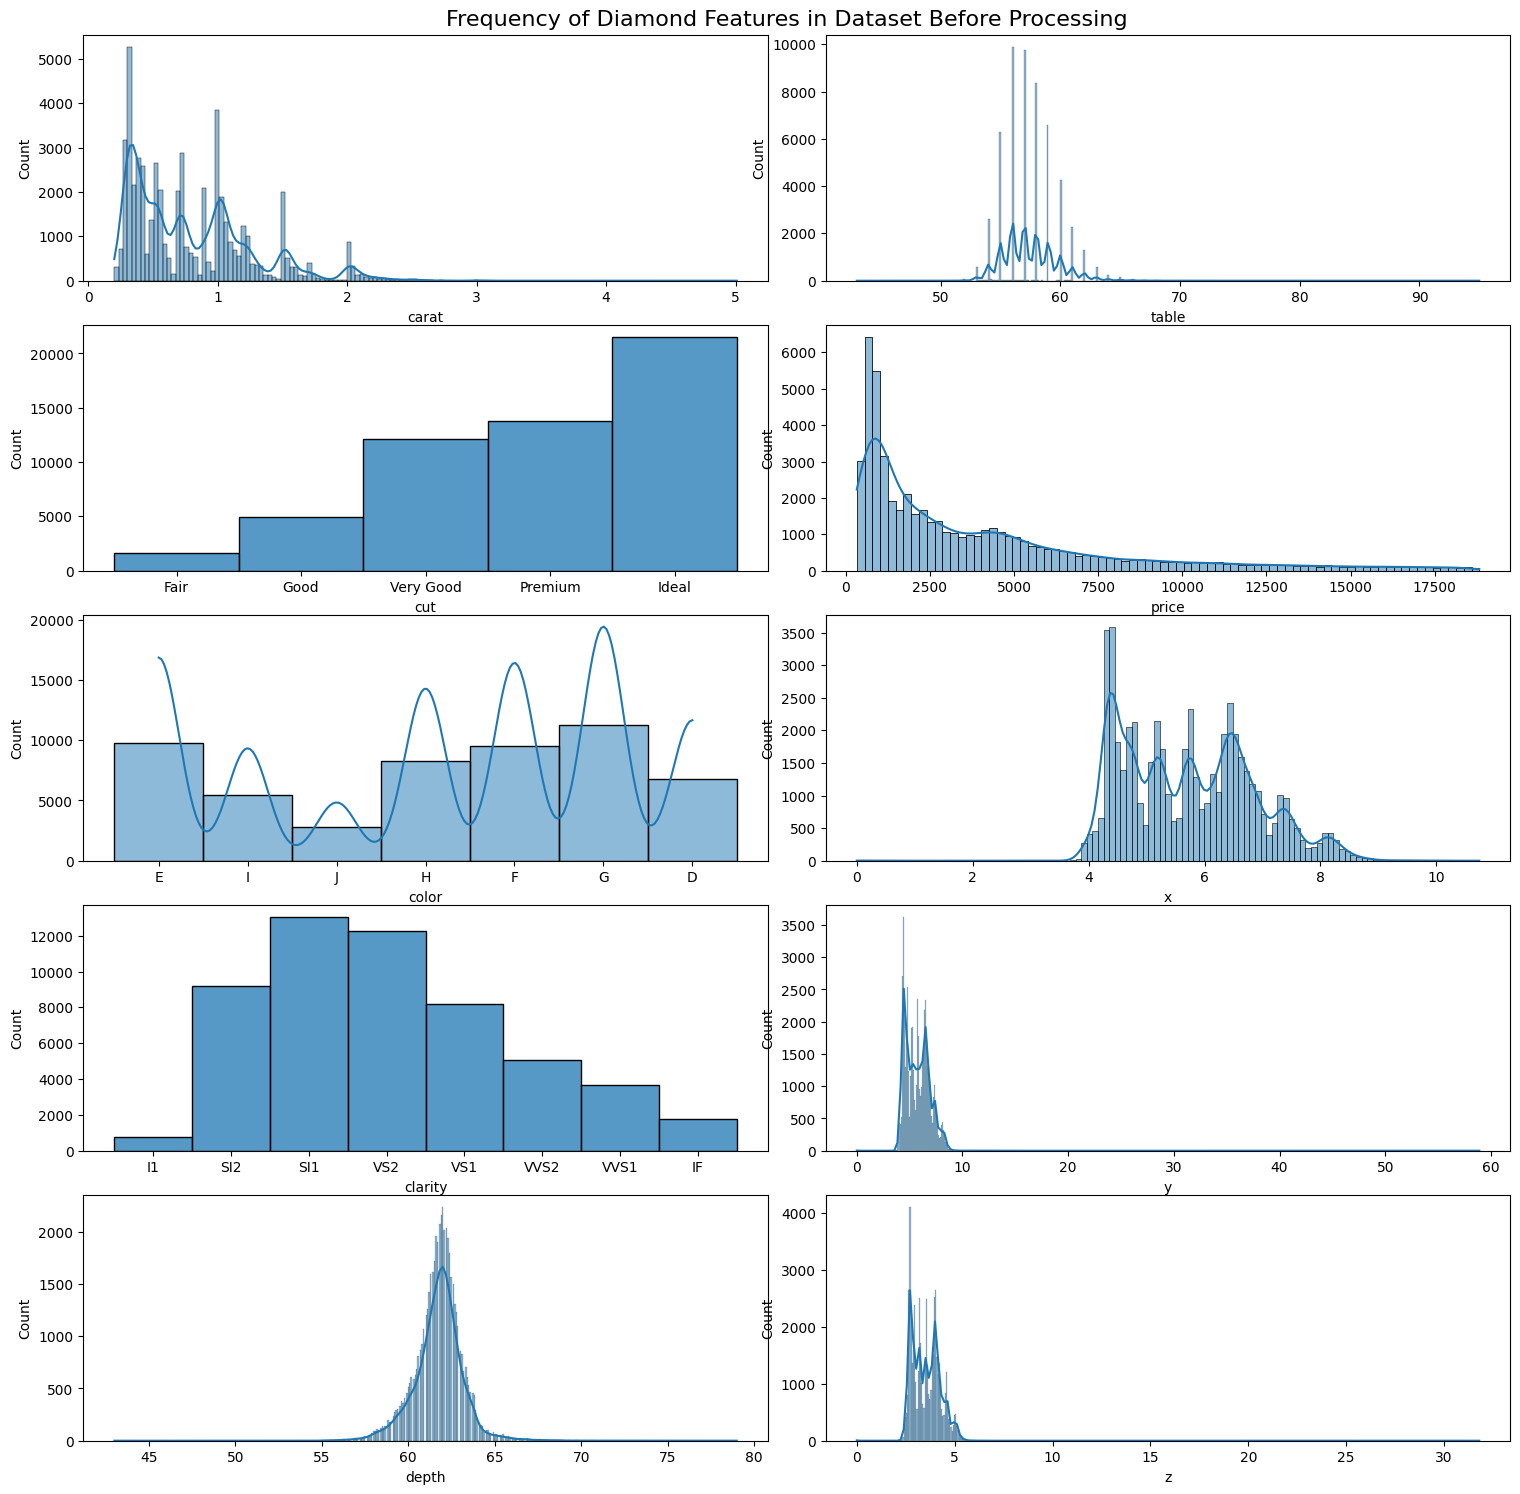 Frequency of Diamond Features in Dataset Before Processing
Count
5000
4000
3000
2000
1000
0
0 1 2 3 4 5
carat
Count
10000
8000
6000
4000
2000
0
50 60 70 80 90
table
Count
20000
15000
10000
5000
0
Fair Good Very Good Premium Ideal
cut
Count
6000
5000
4000
3000
2000
1000
0
0 2500 5000 7500 10000 12500 15000 17500
price
Count
20000
15000
10000
5000
0
E I J H F G D
color
Count
3500
3000
2500
2000
1500
1000
500
0
0 2 4 6 8 10
x
Count
12000
10000
8000
6000
4000
2000
0
I1 SI2 SI1 VS2 VS1 VVS2 VVS1 IF
clarity
Count
3500
3000
2500
2000
1500
1000
500
0
0 10 20 30 40 50 60
y
Count
2000
1500
1000
500
0
45 50 55 60 65 70 75 80
depth
Count
4000
3000
2000
1000
0
0 5 10 15 20 25 30
z